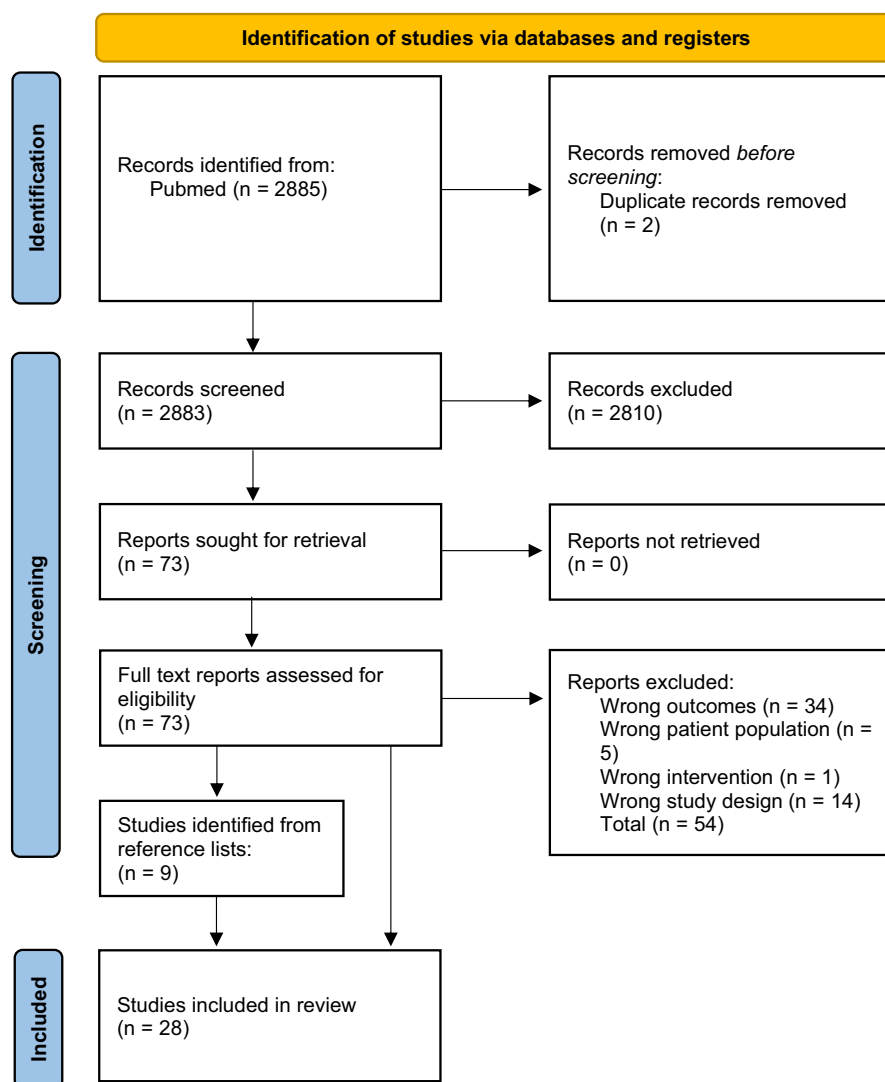 Identification of studies via databases and registers
Identification
Records identified from:
Pubmed (n = 2885)
Records removed before
screening:
Duplicate records removed
(n = 2)
Screening
Records screened
(n = 2883)
Records excluded
(n = 2810)
Reports sought for retrieval
(n = 73)
Reports not retrieved
(n = 0)
Full text reports assessed for
eligibility
(n = 73)
Reports excluded:
Wrong outcomes (n = 34)
Wrong patient population (n =
5)
Wrong intervention (n = 1)
Wrong study design (n = 14)
Total (n = 54)
Studies identified from
reference lists:
(n = 9)
Included
Studies included in review
(n = 28)